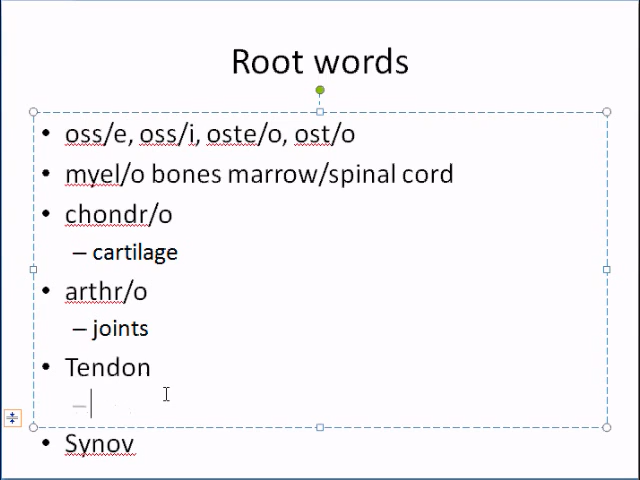 Root words
• oss/e, oss/i, oste/o, ost/o
• myel/o bones marrow/spinal cord
• chondr/o
– cartilage
• arthr/o
– joints
• Tendon
–
• Synov